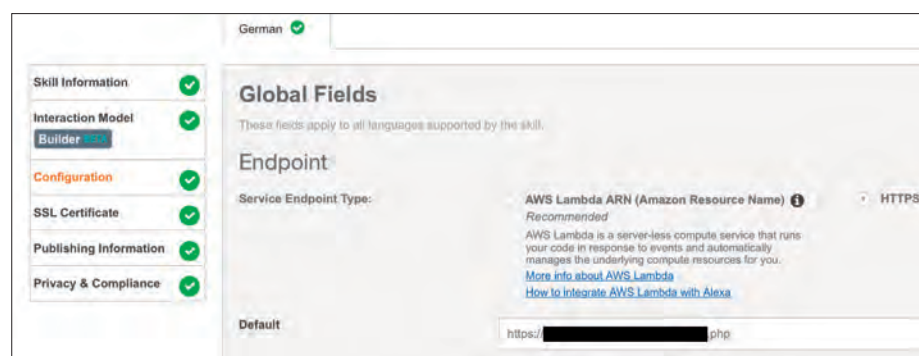 German
Skill Information
Interaction Model
Builder BETA
Configuration
SSL Certificate
Publishing Information
Privacy & Compliance
Global Fields
These fields apply to all languages supported by the skill.
Endpoint
Service Endpoint Type:
AWS Lambda ARN (Amazon Resource Name)
HTTPS
Recommended
AWS Lambda is a server-less compute service that runs
your code in response to events and automatically
manages the underlying compute resources for you.
More info about AWS Lambda
How to integrate AWS Lambda with Alexa
Default
https:// .php